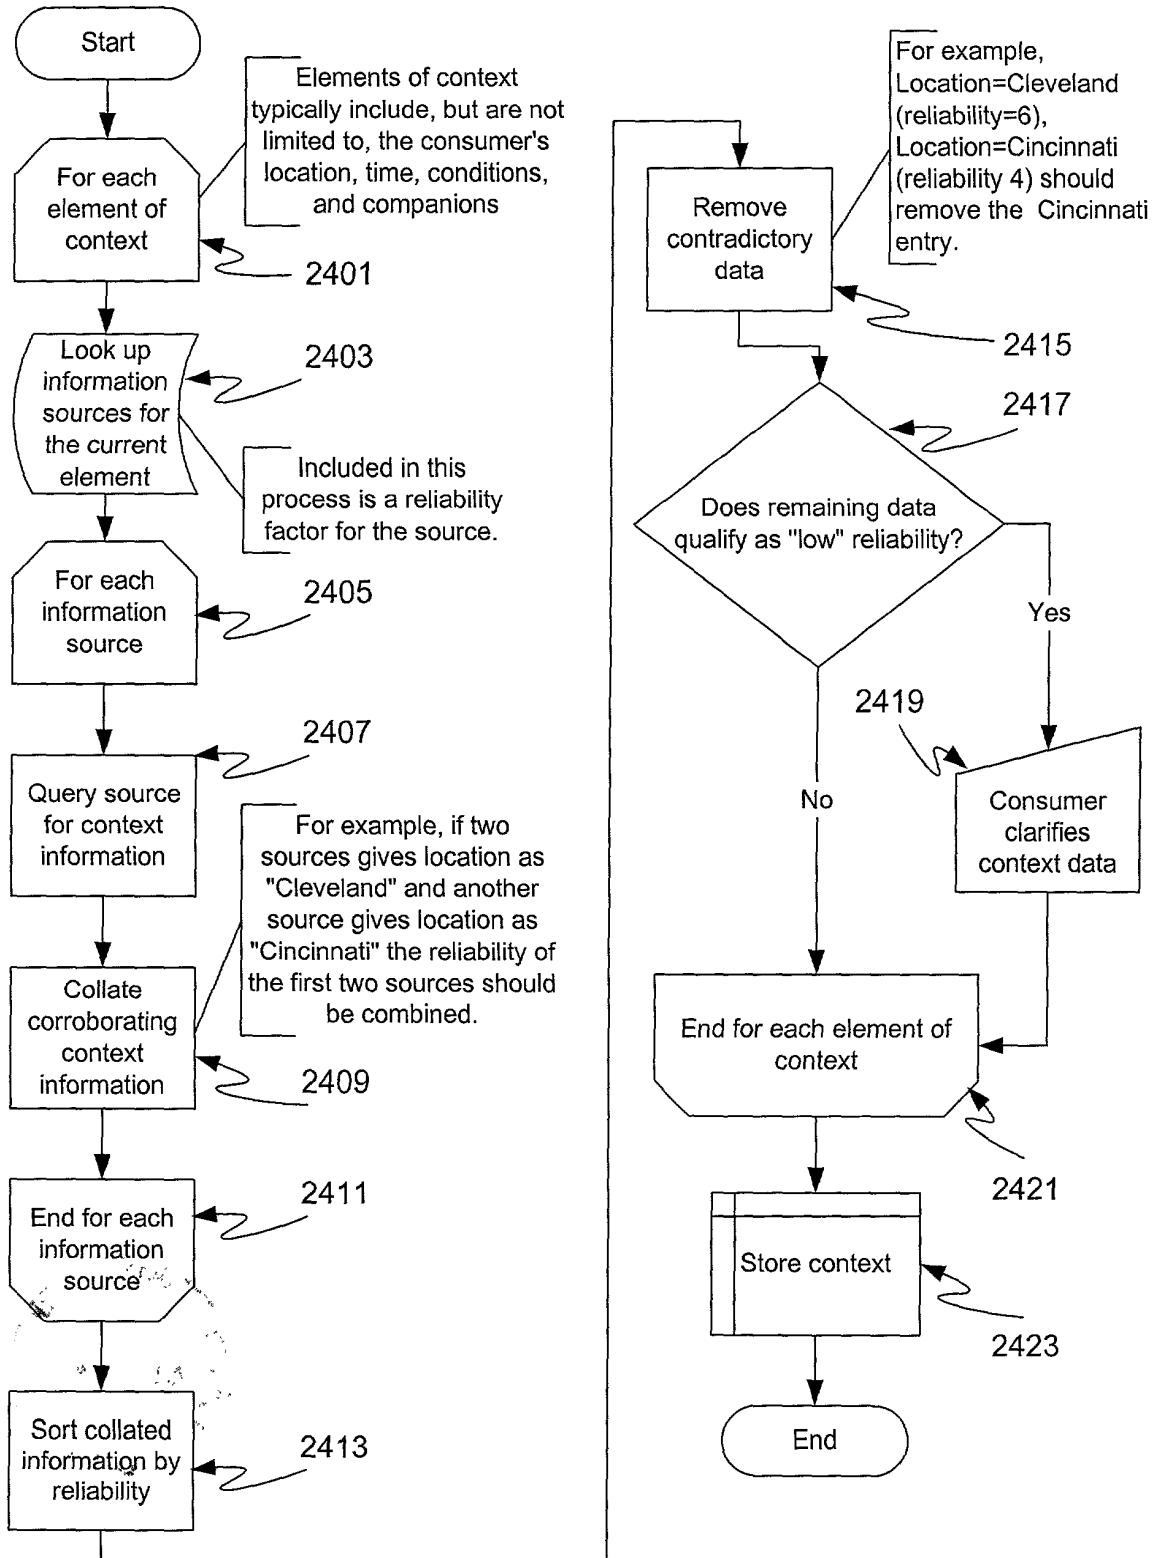 Start
Elements of context
typically include, but are not
limited to, the consumer's
location, time, conditions,
and companions
For each
element of
context
2401
Look up
information
sources for
the current
element
2403
Included in this
process is a reliability
factor for the source.
For each
information
source
2405
2407
Query source
for context
information
For example, if two
sources gives location as
"Cleveland" and another
source gives location as
"Cincinnati" the reliability of
the first two sources should
be combined.
Collate
corroborating
context
information
2409
End for each
information
source
2411
Sort collated
information by
reliability
2413
For example,
Location=Cleveland
(reliability=6),
Location=Cincinnati
(reliability 4) should
remove the Cincinnati
entry.
Remove
contradictory
data
2415
2417
Does remaining data
qualify as "low" reliability?
Yes
2419
No
Consumer
clarifies
context data
End for each element of
context
2421
Store context
2423
End